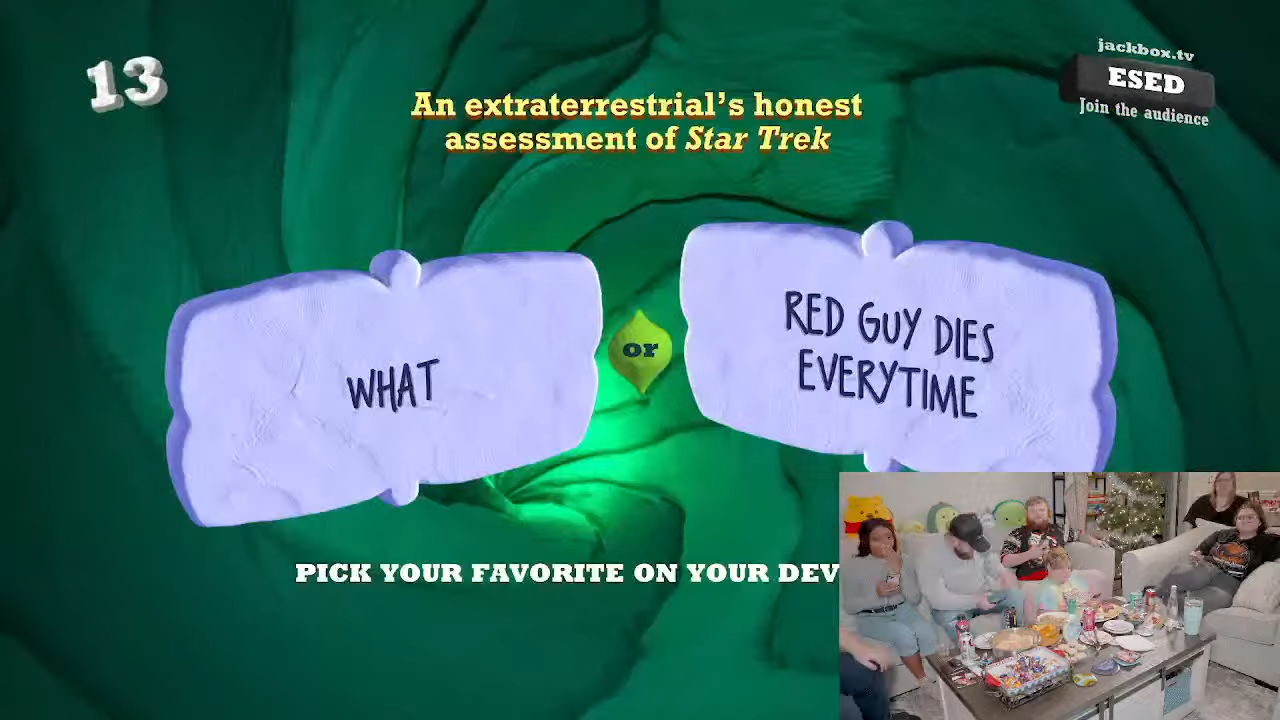 13
jackbox.tv
ESED
Join the audience
An extraterrestrial's honest
assessment of Star Trek
WHAT
or
RED GUY DIES
EVERYTIME
PICK YOUR FAVORITE ON YOUR DEV